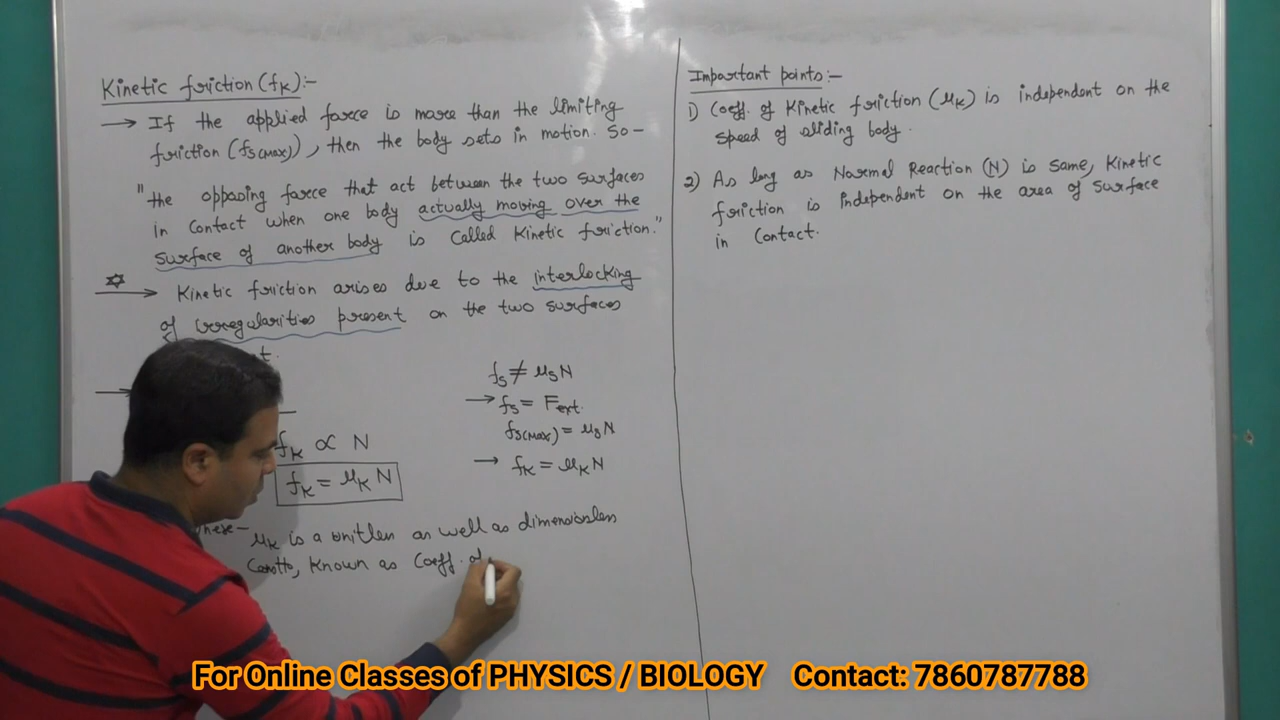 Kinetic friction (fK):-
→ If the applied force is more than the limiting
friction (fS(Max)), then the body sets in motion. So-
"the opposing force that act between the two surfaces
in Contact when one body actually moving over the
surface of another body is Called Kinetic friction."
→ Kinetic friction arises due to the interlocking
of irregularities present on the two surfaces
fK ∝ N
fK = μK N
fS ≠ μSN
→ fS = Fext.
fS(Max) = μSN
→ fK = μKN
μK is a unitless as well as dimensionless
known as Coeff. of
Important points:-
1) Coeff. of Kinetic friction (μK) is independent on the
speed of sliding body.
2) As long as Normal Reaction (N) is same, Kinetic
friction is independent on the area of surface
in Contact.
For Online Classes of PHYSICS / BIOLOGY Contact: 7860787788